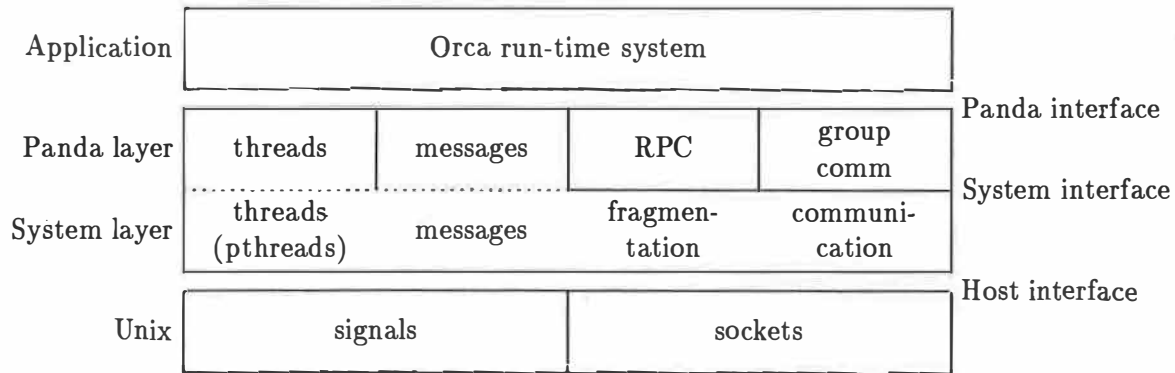 Application
Orca run-time system
Panda interface
Panda layer
threads
messages
RPC
group
comm
System interface
System layer
threads
(pthreads)
messages
fragmen-
tation
communi-
cation
Host interface
Unix
signals
sockets